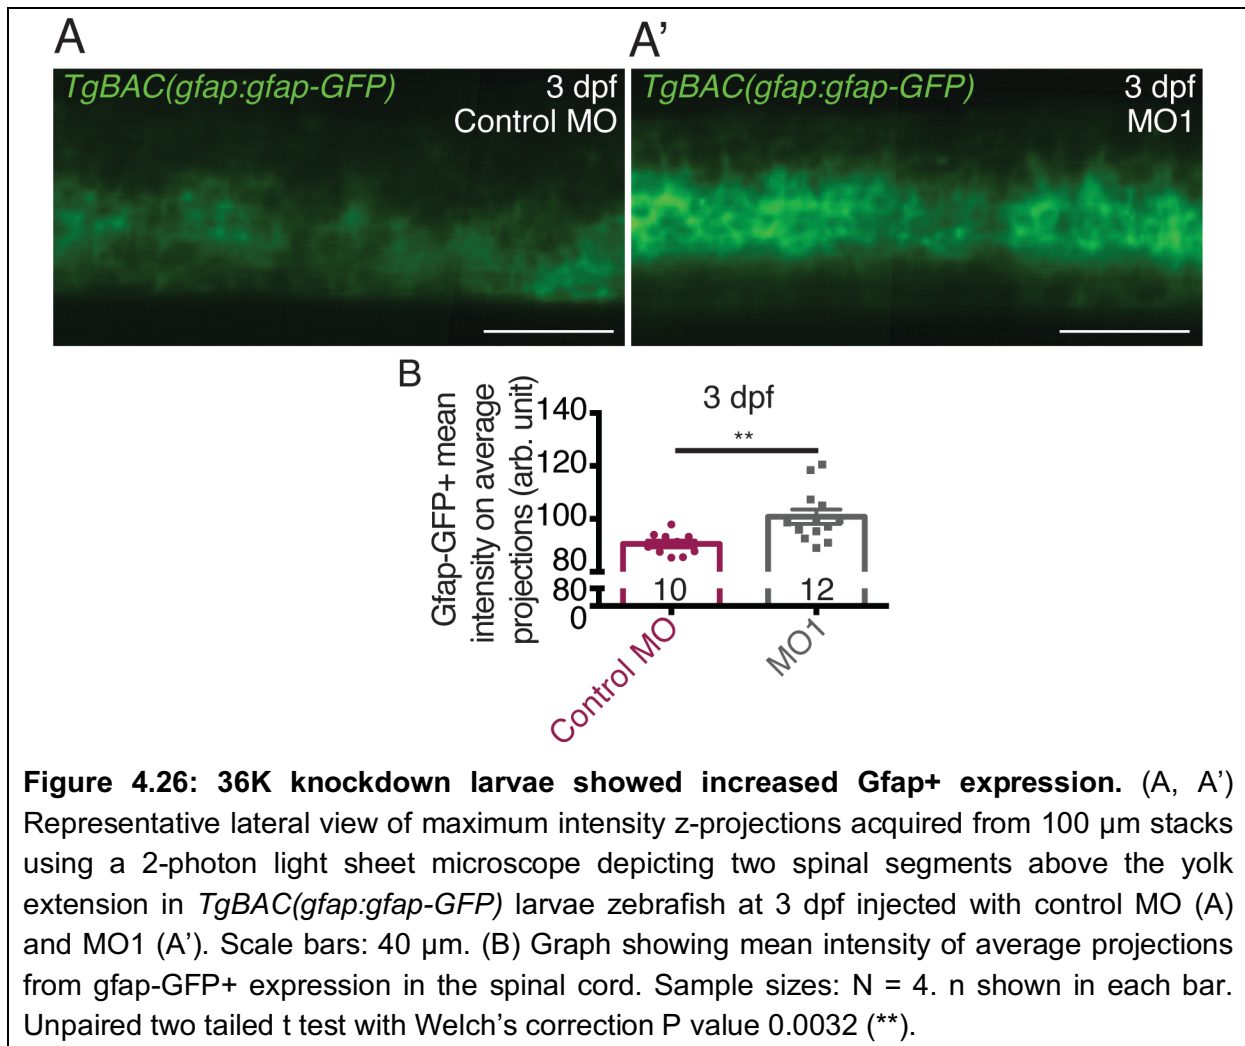 A
A’
TgBAC(gfap:gfap-GFP)
3 dpf
Control MO
TgBAC(gfap:gfap-GFP)
3 dpf
MO1
B
Gfap-GFP+ mean
intensity on average
projections (arb. unit)
3 dpf
**
140
120
100
80
80
0
10
12
Control MO
MO1
Figure 4.26: 36K knockdown larvae showed increased Gfap+ expression. (A, A’)
Representative lateral view of maximum intensity z-projections acquired from 100 µm stacks
using a 2-photon light sheet microscope depicting two spinal segments above the yolk
extension in TgBAC(gfap:gfap-GFP) larvae zebrafish at 3 dpf injected with control MO (A)
and MO1 (A’). Scale bars: 40 µm. (B) Graph showing mean intensity of average projections
from gfap-GFP+ expression in the spinal cord. Sample sizes: N = 4. n shown in each bar.
Unpaired two tailed t test with Welch’s correction P value 0.0032 (**).